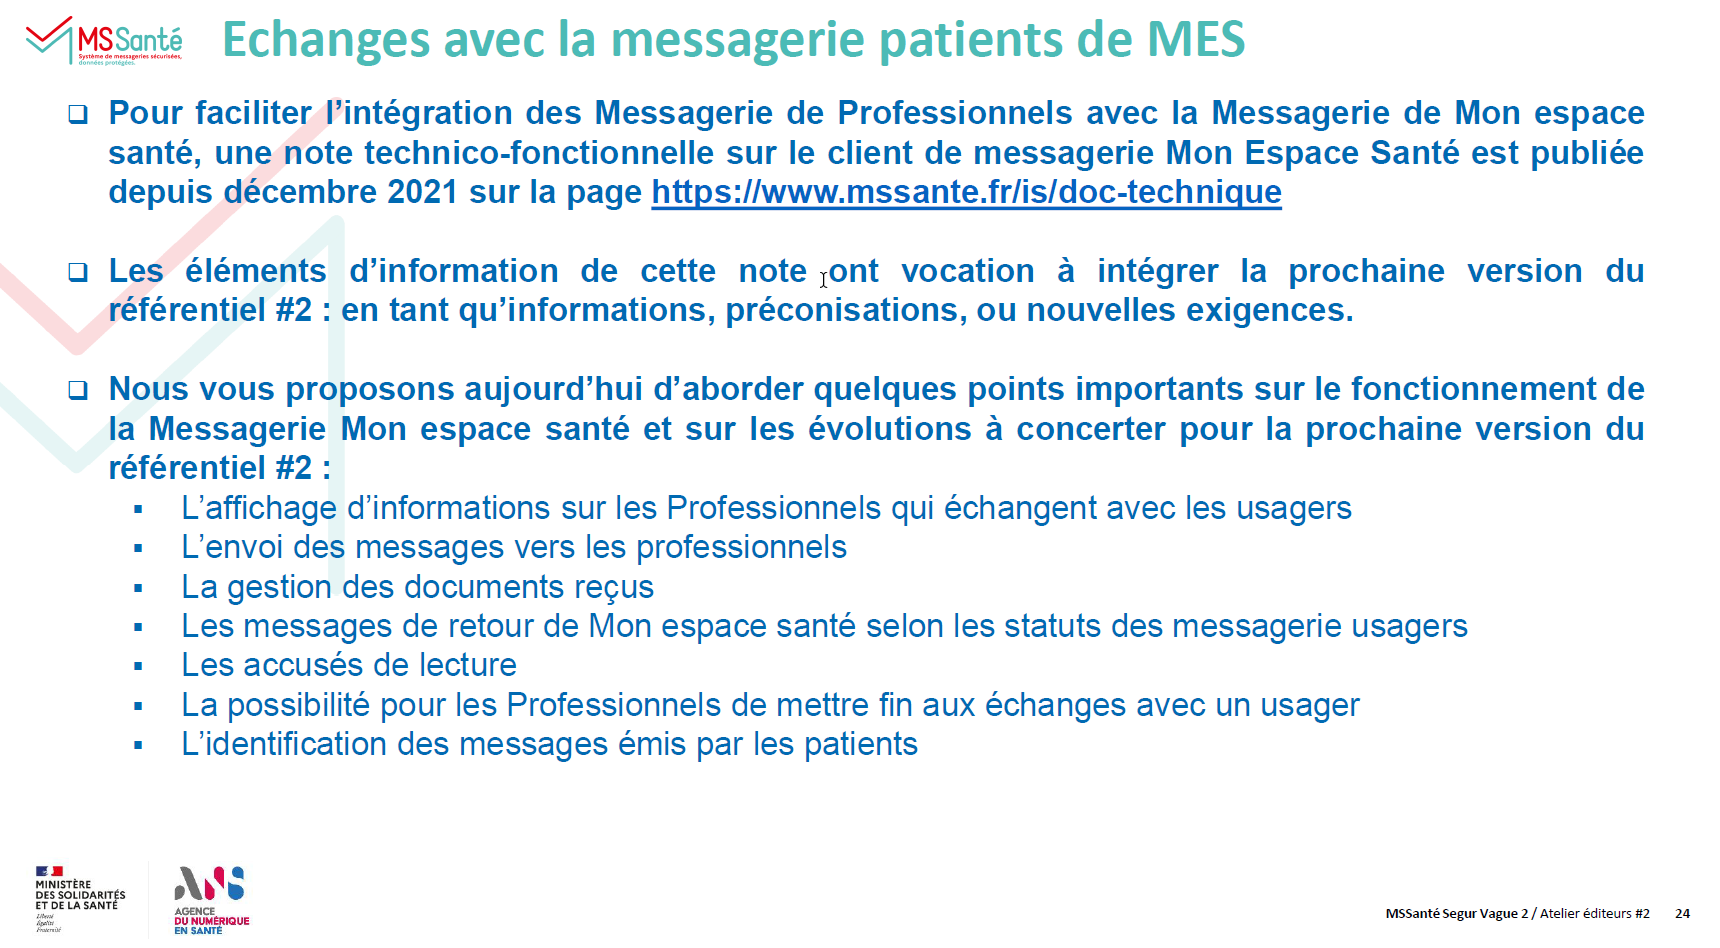 MSSanté
Système de messageries sécurisées,
données protégées.
Echanges avec la messagerie patients de MES
❑ Pour faciliter l’intégration des Messagerie de Professionnels avec la Messagerie de Mon espace
santé, une note technico-fonctionnelle sur le client de messagerie Mon Espace Santé est publiée
depuis décembre 2021 sur la page https://www.mssante.fr/is/doc-technique
❑ Les éléments d’information de cette note ont vocation à intégrer la prochaine version du
référentiel #2 : en tant qu’informations, préconisations, ou nouvelles exigences.
❑ Nous vous proposons aujourd’hui d’aborder quelques points importants sur le fonctionnement de
la Messagerie Mon espace santé et sur les évolutions à concerter pour la prochaine version du
référentiel #2 :
▪ L’affichage d’informations sur les Professionnels qui échangent avec les usagers
▪ L’envoi des messages vers les professionnels
▪ La gestion des documents reçus
▪ Les messages de retour de Mon espace santé selon les statuts des messagerie usagers
▪ Les accusés de lecture
▪ La possibilité pour les Professionnels de mettre fin aux échanges avec un usager
▪ L’identification des messages émis par les patients
MINISTÈRE
DES SOLIDARITÉS
ET DE LA SANTÉ
Liberté
Égalité
Fraternité
ANS
AGENCE
DU NUMÉRIQUE
EN SANTÉ
MSSanté Segur Vague 2 / Atelier éditeurs #2 24